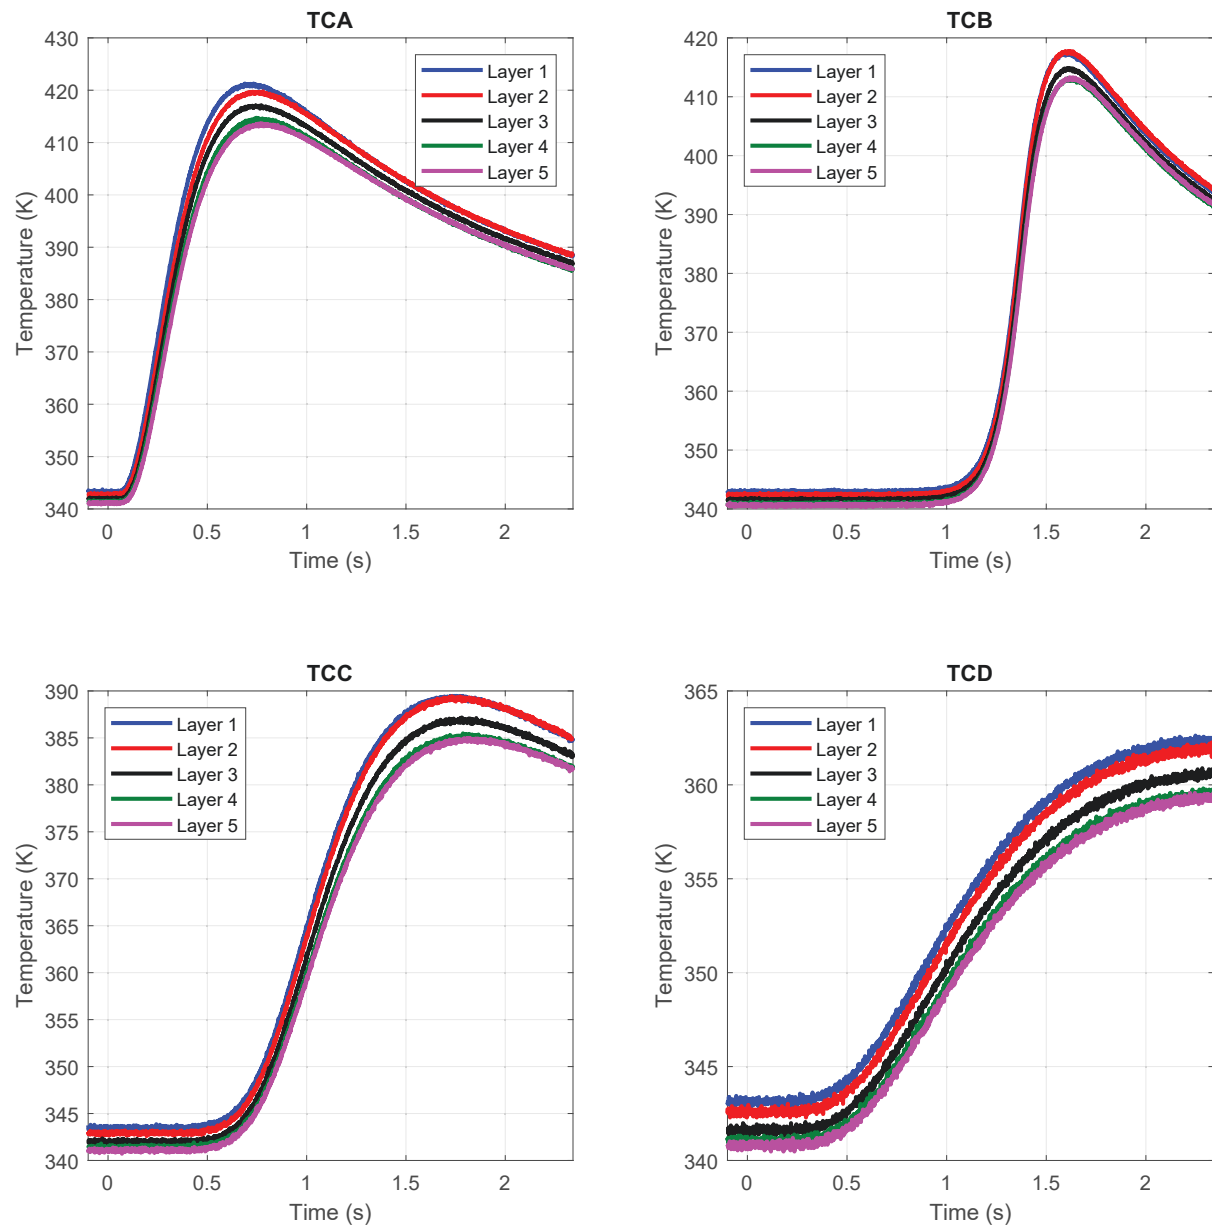 TCA
430
420
410
400
390
380
370
360
350
340
Temperature (K)
Layer 1
Layer 2
Layer 3
Layer 4
Layer 5
0 0.5 1 1.5 2
Time (s)
TCB
420
410
400
390
380
370
360
350
340
Temperature (K)
Layer 1
Layer 2
Layer 3
Layer 4
Layer 5
0 0.5 1 1.5 2
Time (s)
TCC
390
385
380
375
370
365
360
355
350
345
340
Temperature (K)
Layer 1
Layer 2
Layer 3
Layer 4
Layer 5
0 0.5 1 1.5 2
Time (s)
TCD
365
360
355
350
345
340
Temperature (K)
Layer 1
Layer 2
Layer 3
Layer 4
Layer 5
0 0.5 1 1.5 2
Time (s)